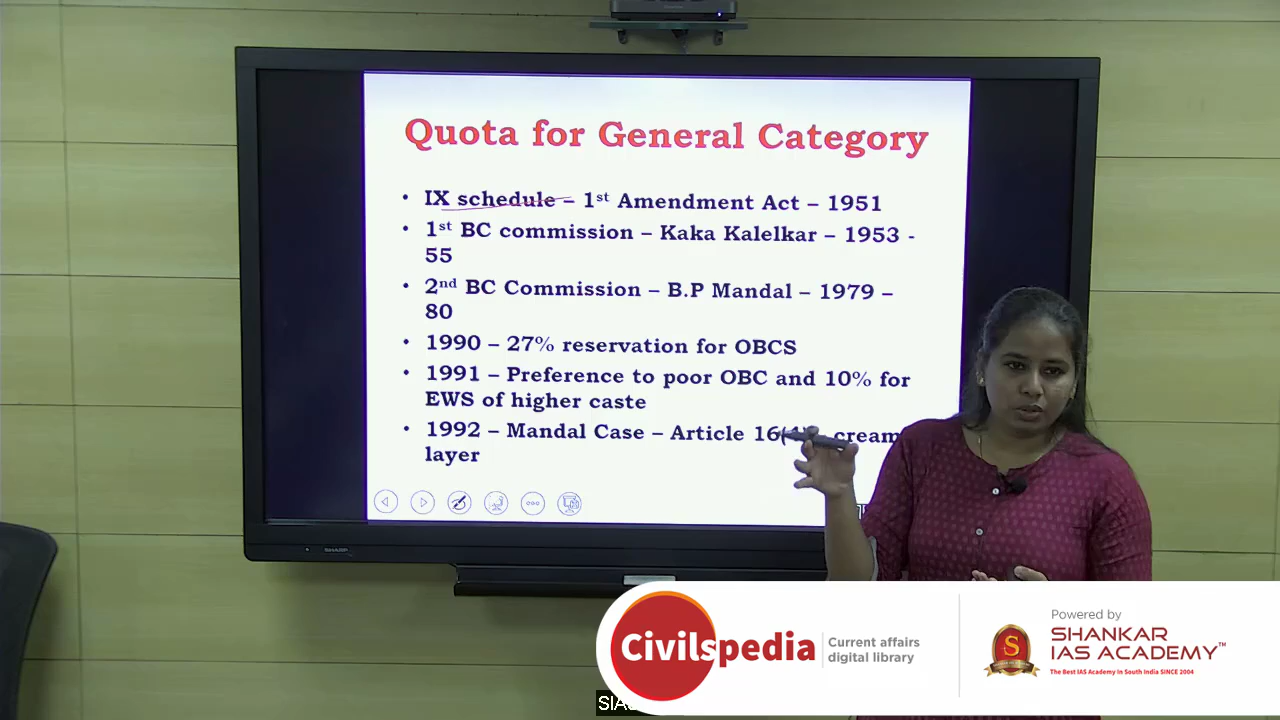 Quota for General Category
• IX schedule – 1st Amendment Act – 1951
• 1st BC commission – Kaka Kalelkar – 1953 -
55
• 2nd BC Commission – B.P Mandal – 1979 –
80
• 1990 – 27% reservation for OBCS
• 1991 – Preference to poor OBC and 10% for
EWS of higher caste
• 1992 – Mandal Case – Article
layer
SHARP
Civilspedia
Current affairs
digital library
Powered by
SHANKAR
IAS ACADEMY™
The Best IAS Academy In South India SINCE 2004
S